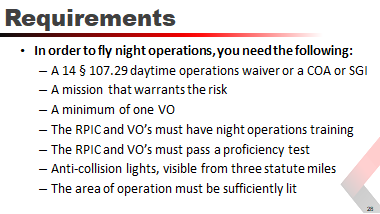 Requirements
• In order to fly night operations, you need the following:
– A 14 § 107.29 daytime operations waiver or a COA or SGI
– A mission that warrants the risk
– A minimum of one VO
– The RPIC and VO's must have night operations training
– The RPIC and VO's must pass a proficiency test
– Anti-collision lights, visible from three statute miles
– The area of operation must be sufficiently lit
28